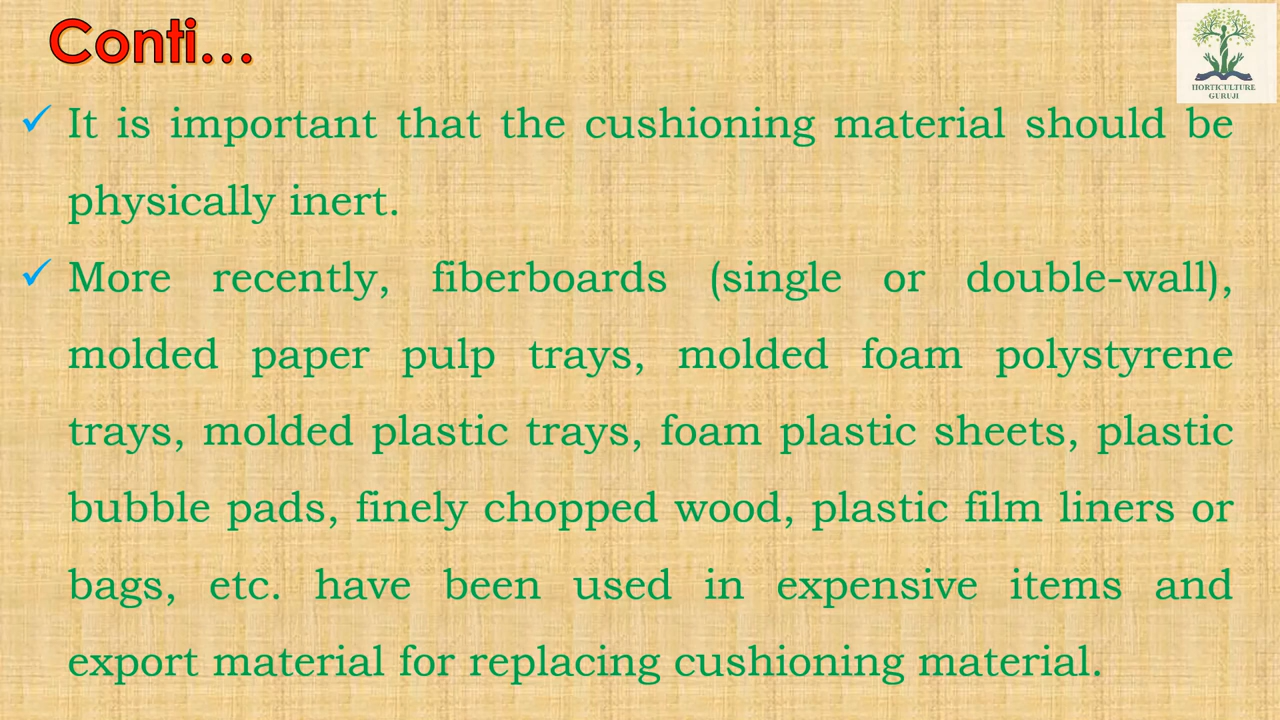 Conti...
HORTICULTURE
GURUJI
✓ It is important that the cushioning material should be
physically inert.
✓ More recently, fiberboards (single or double-wall),
molded paper pulp trays, molded foam polystyrene
trays, molded plastic trays, foam plastic sheets, plastic
bubble pads, finely chopped wood, plastic film liners or
bags, etc. have been used in expensive items and
export material for replacing cushioning material.